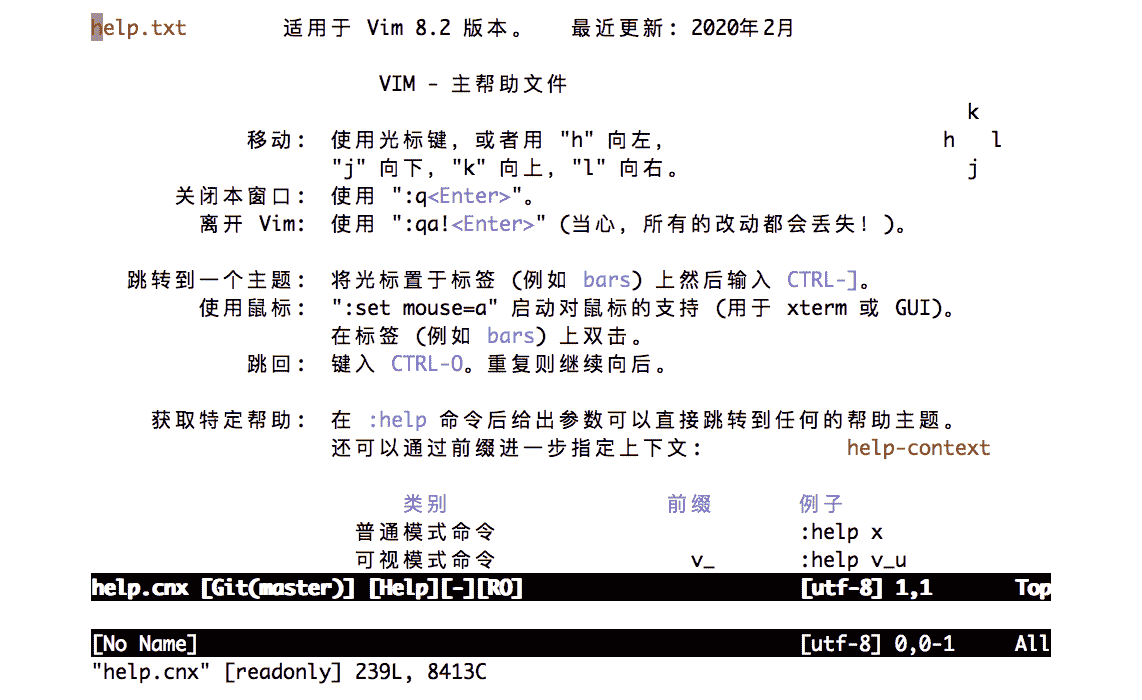 help.txt 适用于 Vim 8.2 版本。 最近更新: 2020年2月
VIM - 主帮助文件
k
移动: 使用光标键, 或者用 "h" 向左, h l
"j" 向下, "k" 向上, "l" 向右。 j
关闭本窗口: 使用 ":q<Enter>"。
离开 Vim: 使用 ":qa!<Enter>" (当心, 所有的改动都会丢失! )。
跳转到一个主题: 将光标置于标签 (例如 bars) 上然后输入 CTRL-]。
使用鼠标: ":set mouse=a" 启动对鼠标的支持 (用于 xterm 或 GUI)。
在标签 (例如 bars) 上双击。
跳回: 键入 CTRL-O。重复则继续向后。
获取特定帮助: 在 :help 命令后给出参数可以直接跳转到任何的帮助主题。
还可以通过前缀进一步指定上下文: help-context
类别 前缀 例子
普通模式命令 :help x
可视模式命令 v_ :help v_u
help.cnx [Git(master)] [Help][-][RO] [utf-8] 1,1 Top
[No Name] [utf-8] 0,0-1 All
"help.cnx" [readonly] 239L, 8413C